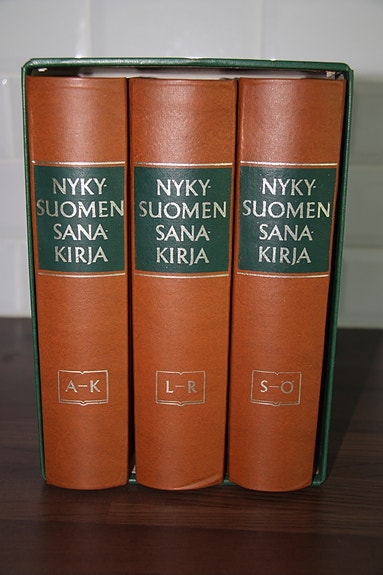 NYKY-
SUOMEN
SANA-
KIRJA
A–K
NYKY-
SUOMEN
SANA-
KIRJA
L–R
NYKY-
SUOMEN
SANA-
KIRJA
S–Ö